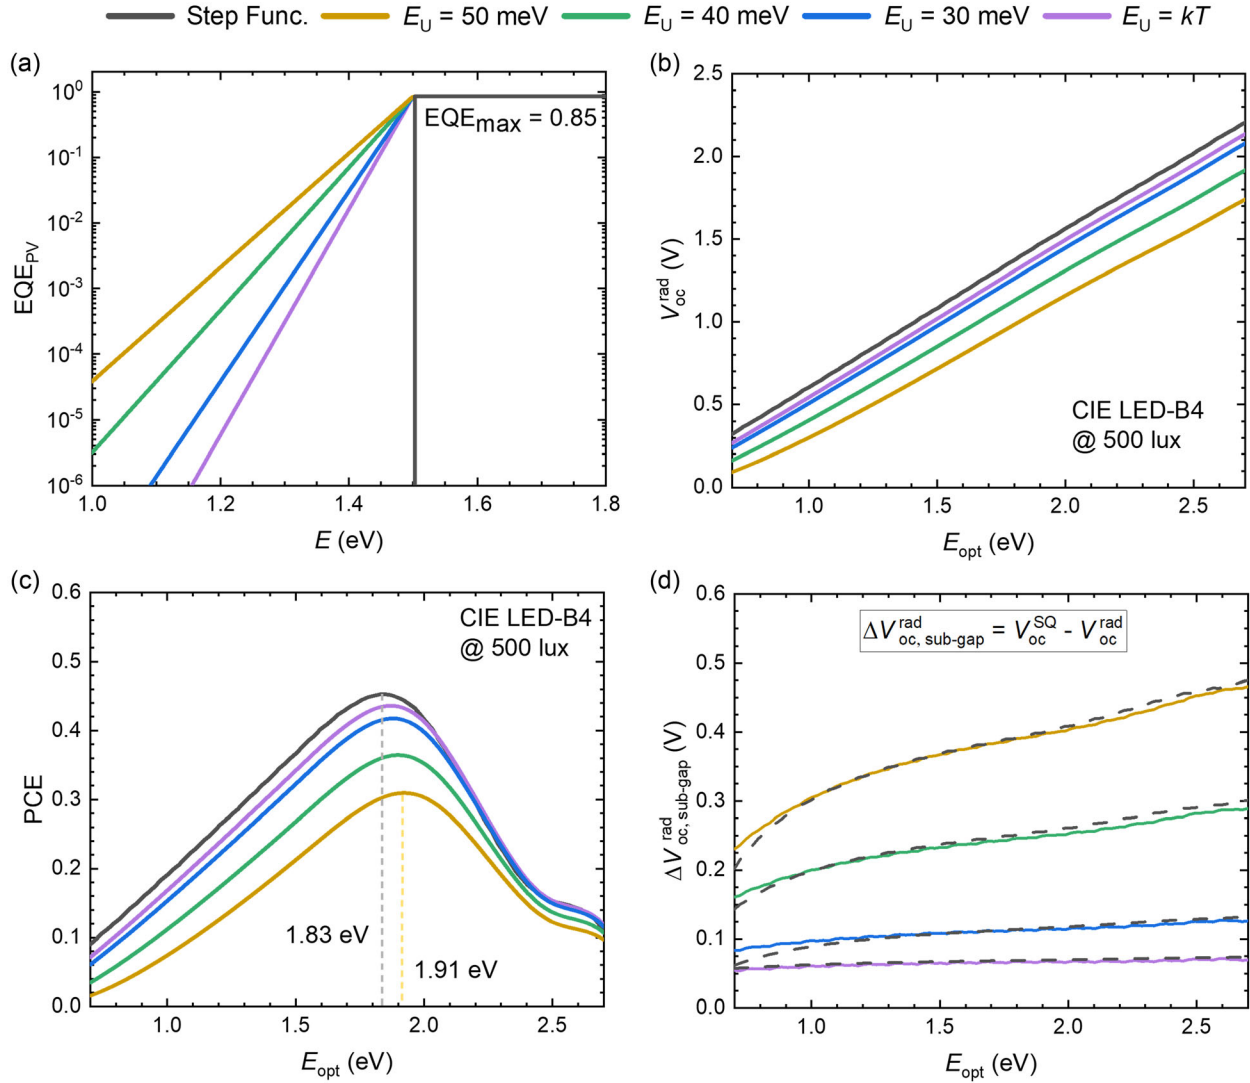 Step Func. E_U = 50 meV E_U = 40 meV E_U = 30 meV E_U = kT
(a)
10^0
10^-1
10^-2
10^-3
10^-4
10^-5
10^-6
EQE_PV
EQE_max = 0.85
1.0 1.2 1.4 1.6 1.8
E (eV)
(b)
2.5
2.0
1.5
1.0
0.5
0.0
V_oc^rad (V)
CIE LED-B4
@ 500 lux
1.0 1.5 2.0 2.5
E_opt (eV)
(c)
0.6
0.5
0.4
0.3
0.2
0.1
0.0
PCE
CIE LED-B4
@ 500 lux
1.83 eV
1.91 eV
1.0 1.5 2.0 2.5
E_opt (eV)
(d)
0.6
0.5
0.4
0.3
0.2
0.1
0.0
ΔV_oc, sub-gap^rad (V)
ΔV_oc, sub-gap^rad = V_oc^SQ - V_oc^rad
1.0 1.5 2.0 2.5
E_opt (eV)